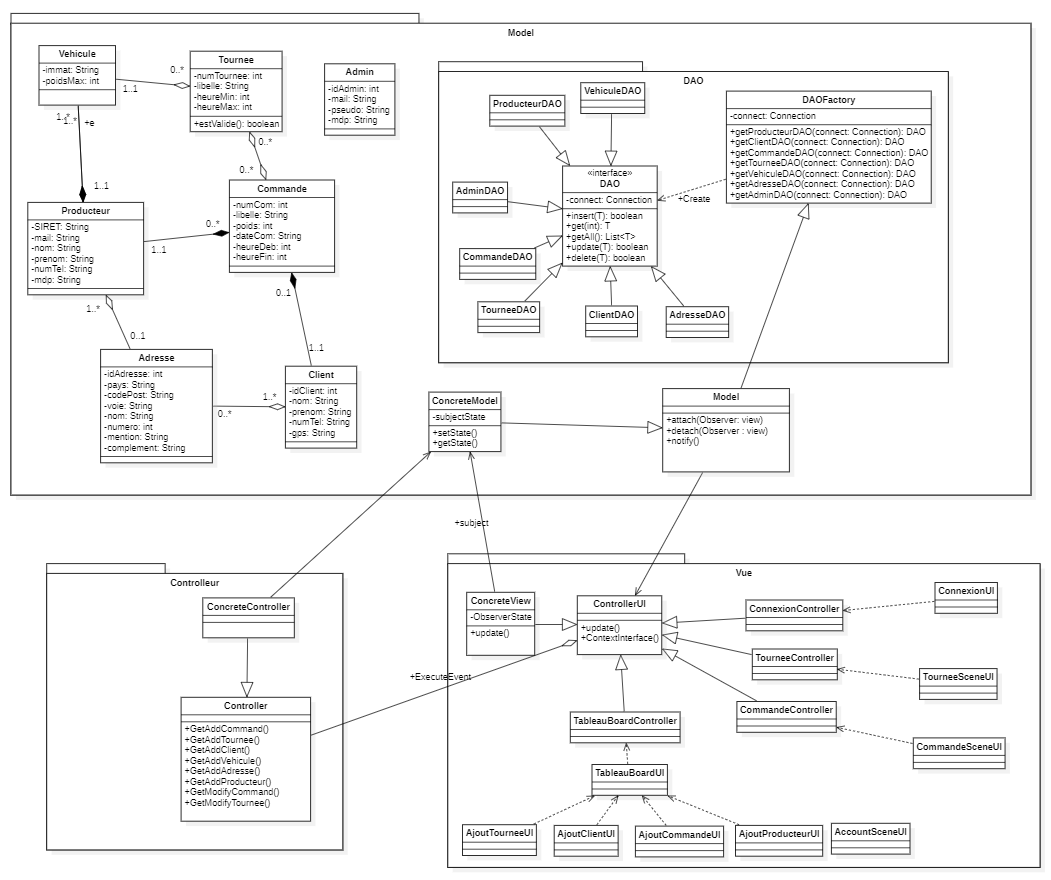 Model
Vehicule
-immat: String
-poidsMax: int
0..*
1..1
Tournee
-numTournee: int
-libelle: String
-heureMin: int
-heureMax: int
+estValide(): boolean
Admin
-idAdmin: int
-mail: String
-pseudo: String
-mdp: String
1..*
1..*
+e
0..*
0..*
1..1
Producteur
-SIRET: String
-mail: String
-nom: String
-prenom: String
-numTel: String
-mdp: String
0..*
1..1
Commande
-numCom: int
-libelle: String
-poids: int
-dateCom: String
-heureDeb: int
-heureFin: int
0..1
1..1
1..*
0..1
Adresse
-idAdresse: int
-pays: String
-codePost: String
-voie: String
-nom: String
-numero: int
-mention: String
-complement: String
0..*
1..*
Client
-idClient: int
-nom: String
-prenom: String
-numTel: String
-gps: String
DAO
ProducteurDAO
VehiculeDAO
DAOFactory
-connect: Connection
+getProducteurDAO(connect: Connection): DAO
+getClientDAO(connect: Connection): DAO
+getCommandeDAO(connect: Connection): DAO
+getTourneeDAO(connect: Connection): DAO
+getVehiculeDAO(connect: Connection): DAO
+getAdresseDAO(connect: Connection): DAO
+getAdminDAO(connect: Connection): DAO
«interface»
DAO
-connect: Connection
+insert(T): boolean
+get(int): T
+getAll(): List<T>
+update(T): boolean
+delete(T): boolean
+Create
AdminDAO
CommandeDAO
TourneeDAO
ClientDAO
AdresseDAO
ConcreteModel
-subjectState
+setState()
+getState()
Model
+attach(Observer: view)
+detach(Observer : view)
+notify()
+subject
Controlleur
ConcreteController
Controller
+GetAddCommand()
+GetAddTournee()
+GetAddClient()
+GetAddVehicule()
+GetAddAdresse()
+GetAddProducteur()
+GetModifyCommand()
+GetModifyTournee()
+ExecuteEvent
Vue
ConcreteView
-ObserverState
+update()
ControllerUI
+update()
+ContextInterface()
ConnexionController
ConnexionUI
TourneeController
TourneeSceneUI
CommandeController
CommandeSceneUI
TableauBoardController
TableauBoardUI
AjoutTourneeUI
AjoutClientUI
AjoutCommandeUI
AjoutProducteurUI
AccountSceneUI